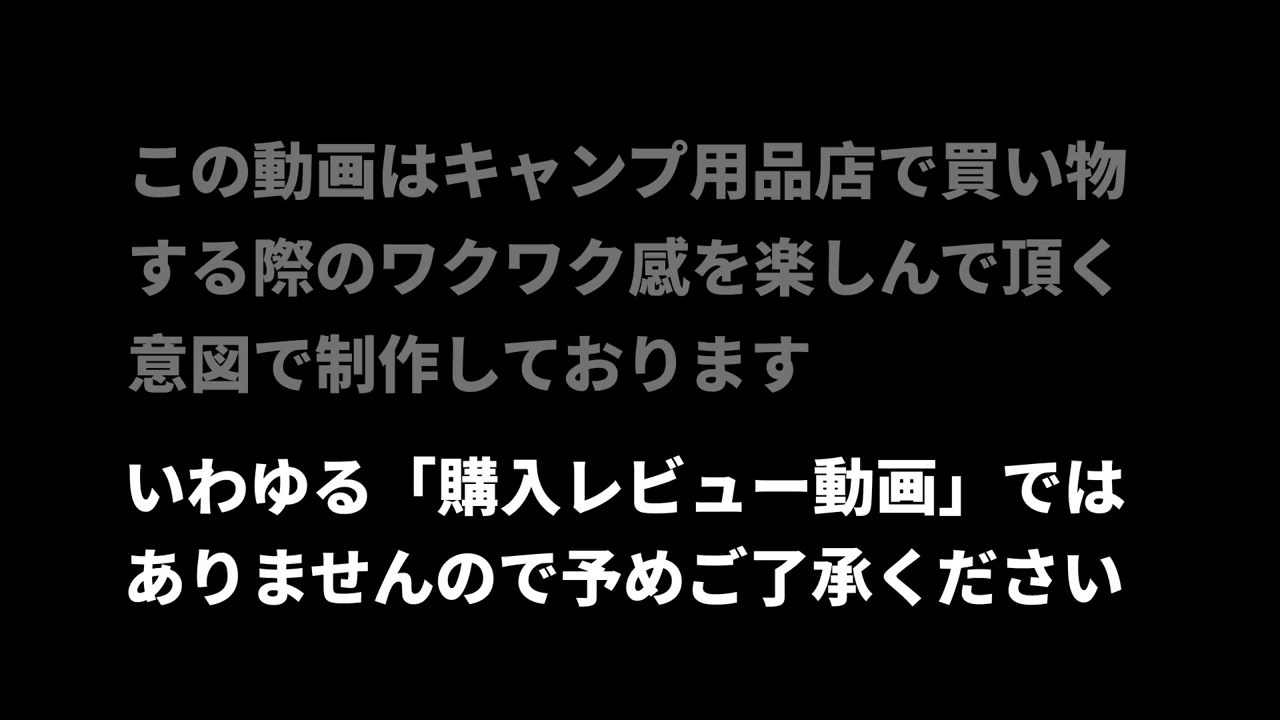 この動画はキャンプ用品店で買い物
する際のワクワク感を楽しんで頂く
意図で制作しております
いわゆる「購入レビュー動画」では
ありませんので予めご了承ください